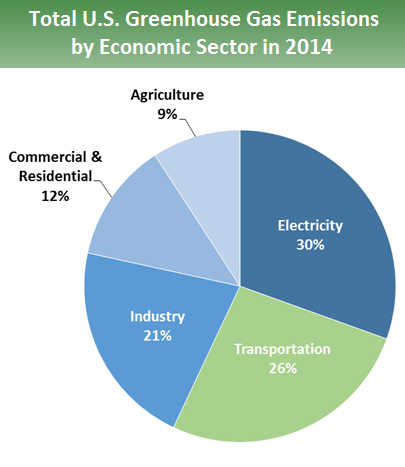 Total U.S. Greenhouse Gas Emissions
by Economic Sector in 2014
Agriculture
9%
Commercial &
Residential
12%
Electricity
30%
Industry
21%
Transportation
26%